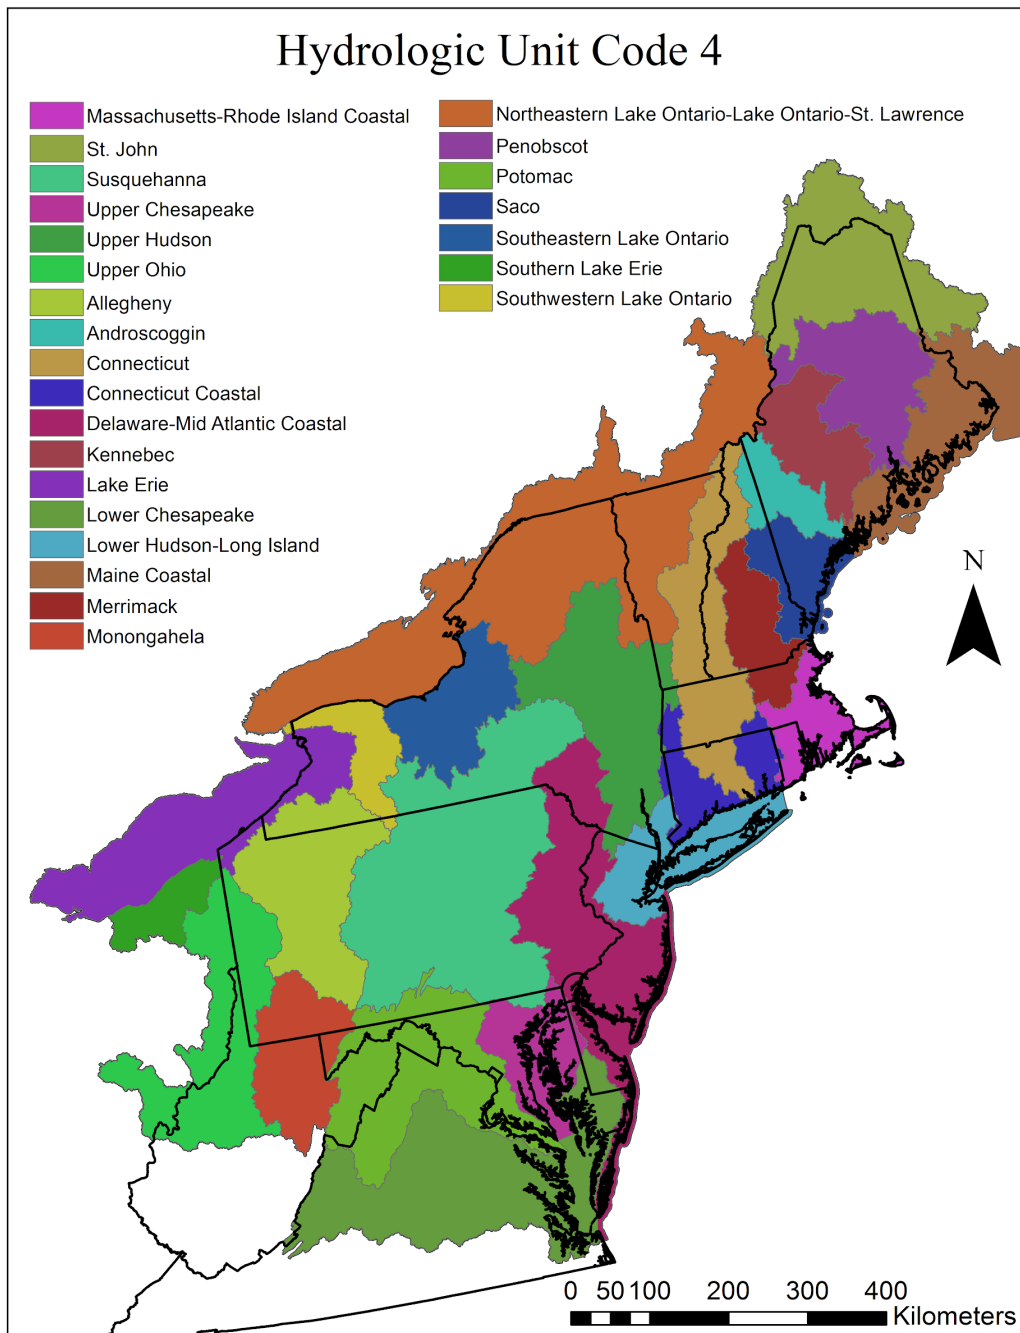 Hydrologic Unit Code 4
Massachusetts-Rhode Island Coastal
St. John
Susquehanna
Upper Chesapeake
Upper Hudson
Upper Ohio
Allegheny
Androscoggin
Connecticut
Connecticut Coastal
Delaware-Mid Atlantic Coastal
Kennebec
Lake Erie
Lower Chesapeake
Lower Hudson-Long Island
Maine Coastal
Merrimack
Monongahela
Northeastern Lake Ontario-Lake Ontario-St. Lawrence
Penobscot
Potomac
Saco
Southeastern Lake Ontario
Southern Lake Erie
Southwestern Lake Ontario
N
0 50 100 200 300 400
Kilometers